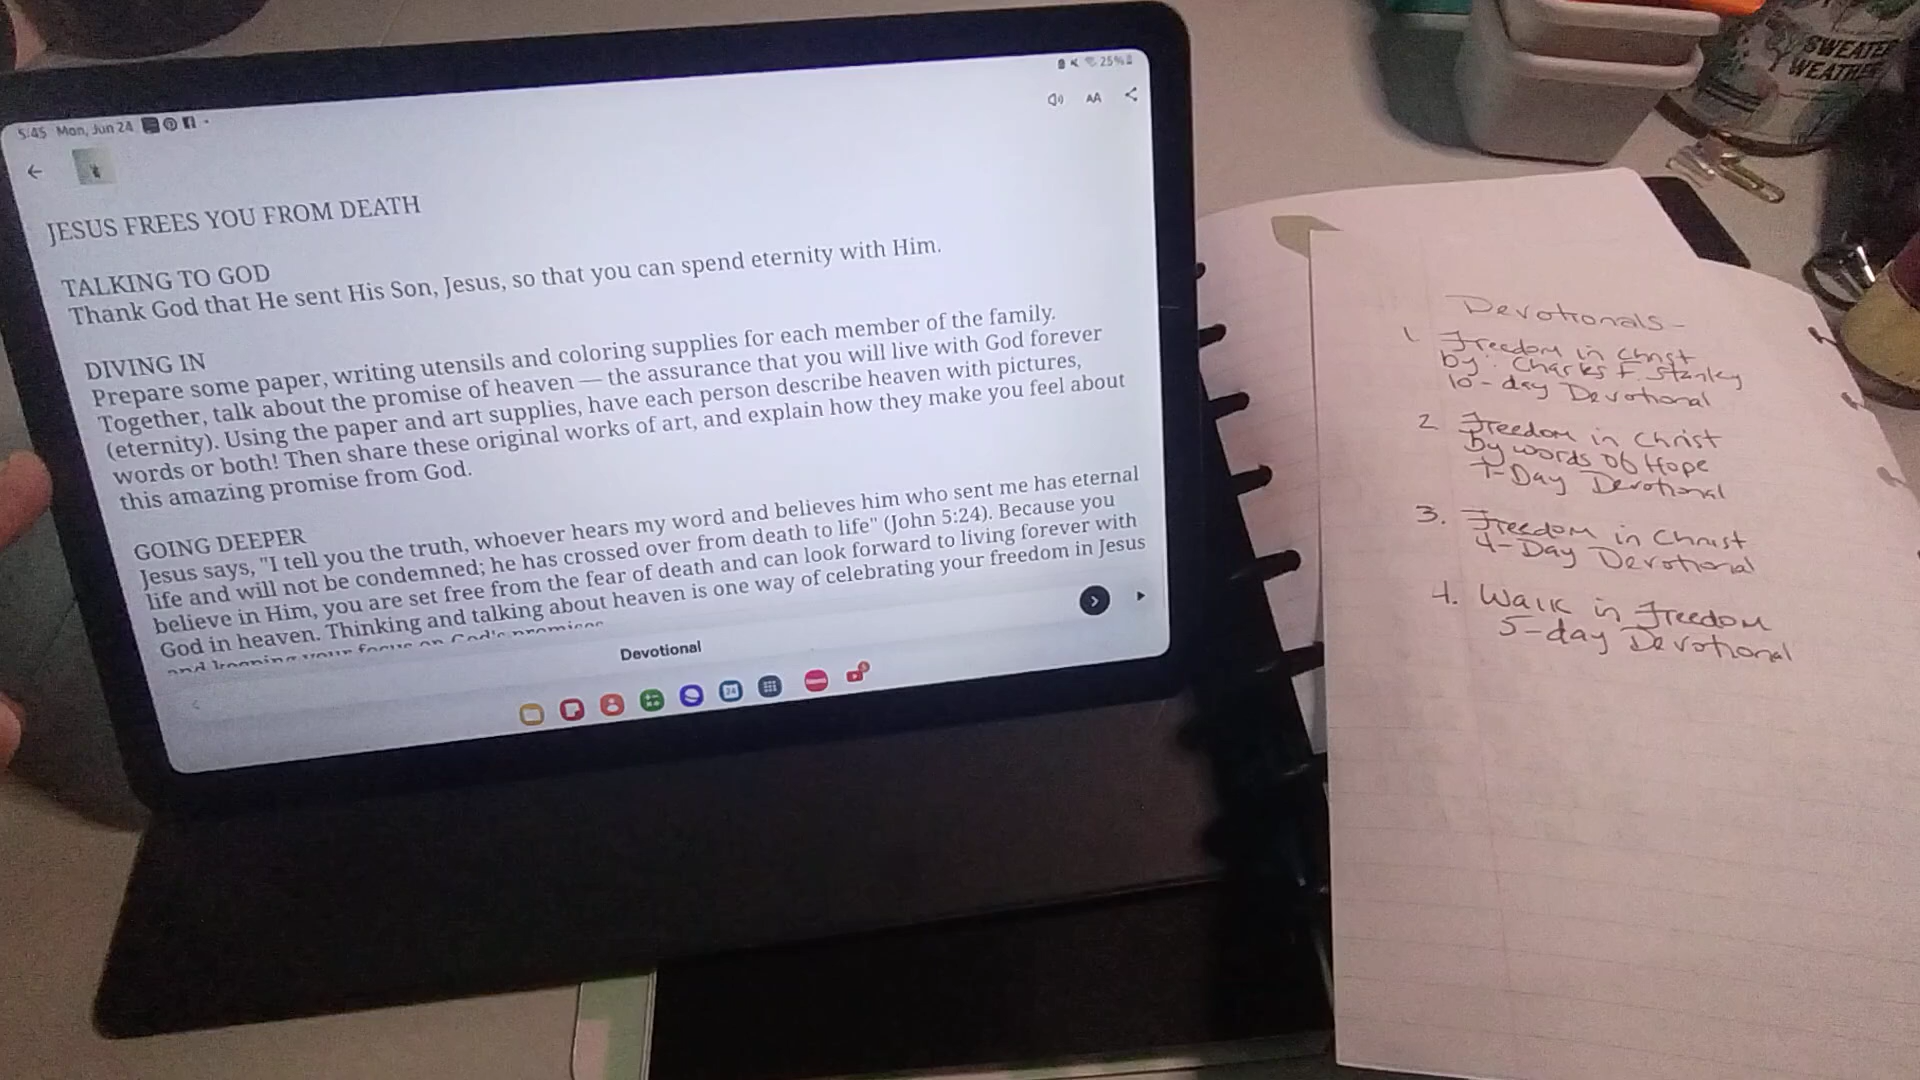 5:45 Mon, Jun 24
25%
AA
JESUS FREES YOU FROM DEATH
TALKING TO GOD
Thank God that He sent His Son, Jesus, so that you can spend eternity with Him.
DIVING IN
Prepare some paper, writing utensils and coloring supplies for each member of the family.
Together, talk about the promise of heaven — the assurance that you will live with God forever
(eternity). Using the paper and art supplies, have each person describe heaven with pictures,
words or both! Then share these original works of art, and explain how they make you feel about
this amazing promise from God.
GOING DEEPER
Jesus says, "I tell you the truth, whoever hears my word and believes him who sent me has eternal
life and will not be condemned; he has crossed over from death to life" (John 5:24). Because you
believe in Him, you are set free from the fear of death and can look forward to living forever with
God in heaven. Thinking and talking about heaven is one way of celebrating your freedom in Jesus
and keeping your focus on God's promises
Devotional
24
Devotionals-
1 Freedom in Christ
by: Charles F. Stanley
10-day Devotional
2 Freedom in Christ
By words of Hope
7-Day Devotional
3. Freedom in Christ
4-Day Devotional
4. Walk in Freedom
5-day Devotional
SWEATER
WEATHER